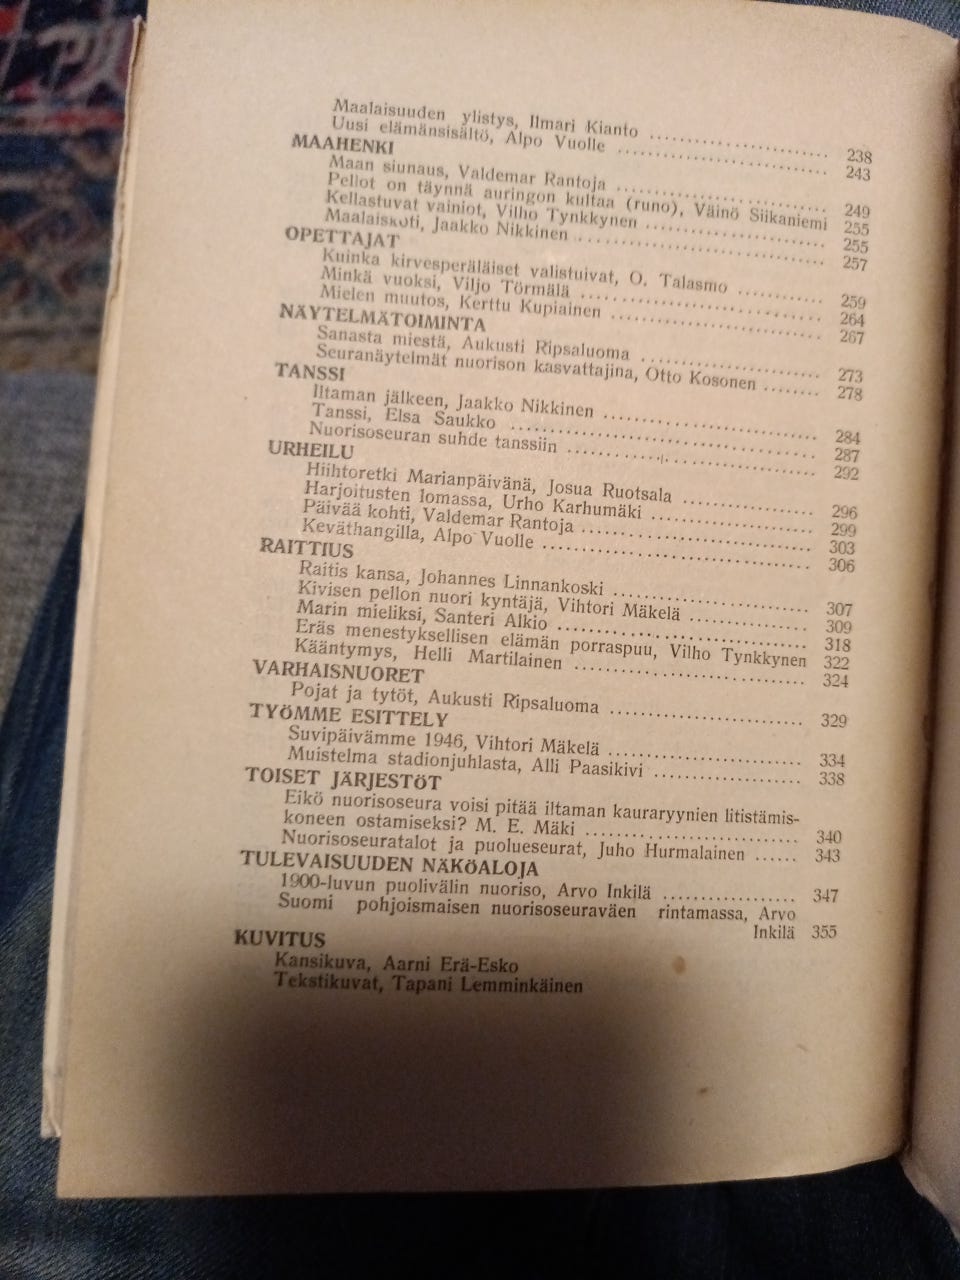 Maalaisuuden ylistys, Ilmari Kianto ........................ 238
Uusi elämänsisältö, Alpo Vuolle ........................ 243
MAAHENKI
Maan siunaus, Valdemar Rantoja ........................ 249
Pellot on täynnä auringon kultaa (runo), Väinö Siikaniemi 255
Kellastuvat vainiot, Vilho Tynkkynen ........................ 255
Maalaiskoti, Jaakko Nikkinen ........................ 257
OPETTAJAT
Kuinka kirvesperäläiset valistuivat, O. Talasmo ............ 259
Minkä vuoksi, Viljo Törmälä ........................ 264
Mielen muutos, Kerttu Kupiainen ........................ 267
NÄYTELMÄTOIMINTA
Sanasta miestä, Aukusti Ripsaluoma ........................ 273
Seuranäytelmät nuorison kasvattajina, Otto Kosonen ........ 278
TANSSI
Iltaman jälkeen, Jaakko Nikkinen ........................ 284
Tanssi, Elsa Saukko ........................ 287
Nuorisoseuran suhde tanssiin ........................ 292
URHEILU
Hiihtoretki Marianpäivänä, Josua Ruotsala ................ 296
Harjoitusten lomassa, Urho Karhumäki .................... 299
Päivää kohti, Valdemar Rantoja ........................ 303
Keväthangilla, Alpo Vuolle ........................ 306
RAITTIUS
Raitis kansa, Johannes Linnankoski ........................ 307
Kivisen pellon nuori kyntäjä, Vihtori Mäkelä .............. 309
Marin mieliksi, Santeri Alkio ........................ 318
Eräs menestyksellisen elämän porraspuu, Vilho Tynkkynen 322
Kääntymys, Helli Martilainen ........................ 324
VARHAISNUORET
Pojat ja tytöt, Aukusti Ripsaluoma ........................ 329
TYÖMME ESITTELY
Suvipäivämme 1946, Vihtori Mäkelä ........................ 334
Muistelma stadionjuhlasta, Alli Paasikivi .................. 338
TOISET JÄRJESTÖT
Eikö nuorisoseura voisi pitää iltaman kauraryynien litistämis-
koneen ostamiseksi? M. E. Mäki ........................ 340
Nuorisoseuratalot ja puolueseurat, Juho Hurmalainen ...... 343
TULEVAISUUDEN NÄKÖALOJA
1900-luvun puolivälin nuoriso, Arvo Inkilä .................. 347
Suomi pohjoismaisen nuorisoseuraväen rintamassa, Arvo
Inkilä 355
KUVITUS
Kansikuva, Aarni Erä-Esko
Tekstikuvat, Tapani Lemminkäinen